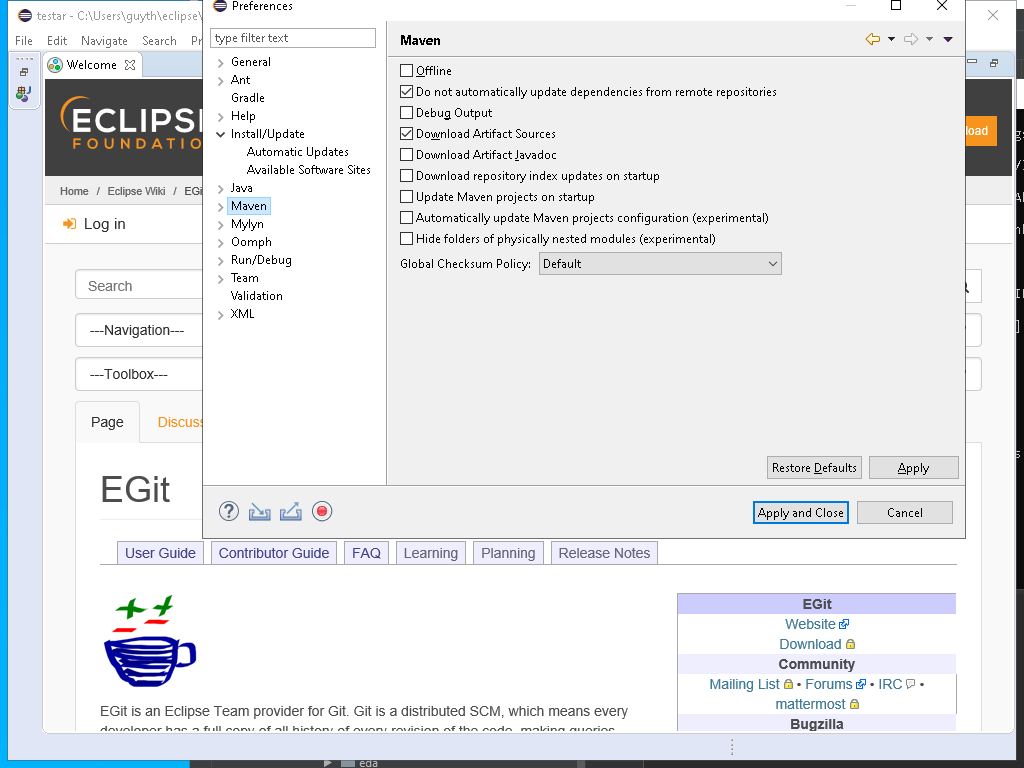 testar - C:\Users\guyth\eclipse\
Preferences
File Edit Navigate Search
Welcome
ECLIPS
FOUNDATIO
load
Home / Eclipse Wiki / EGi
Log in
Search
---Navigation---
---Toolbox---
Page Discuss
type filter text
General
Ant
Gradle
Help
Install/Update
Automatic Updates
Available Software Sites
Java
Maven
Mylyn
Oomph
Run/Debug
Team
Validation
XML
Maven
Offline
Do not automatically update dependencies from remote repositories
Debug Output
Download Artifact Sources
Download Artifact Javadoc
Download repository index updates on startup
Update Maven projects on startup
Automatically update Maven projects configuration (experimental)
Hide folders of physically nested modules (experimental)
Global Checksum Policy: Default
Restore Defaults Apply
Apply and Close Cancel
EGit
User Guide Contributor Guide FAQ Learning Planning Release Notes
EGit
Website
Download
Community
Mailing List • Forums • IRC •
mattermost
Bugzilla
EGit is an Eclipse Team provider for Git. Git is a distributed SCM, which means every
developer has a full copy of all history of every revision of the code, making queries
eda